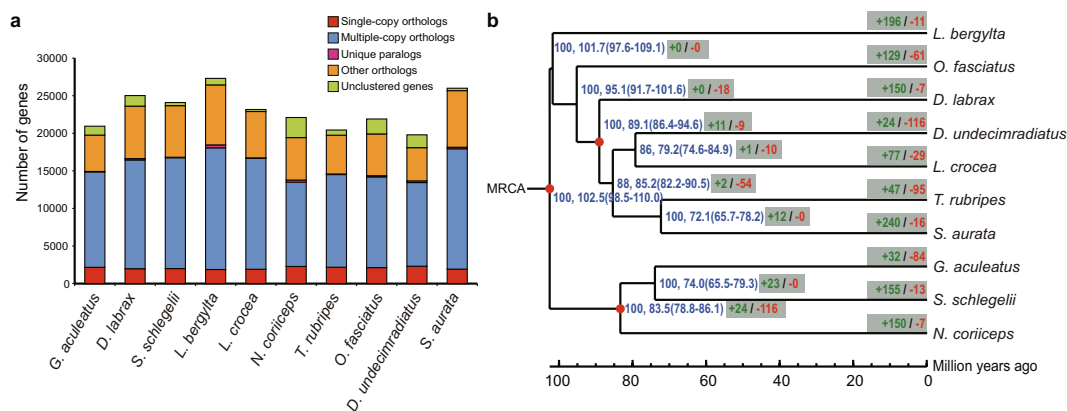 a
Single-copy orthologs
Multiple-copy orthologs
Unique paralogs
Other orthologs
Unclustered genes
Number of genes
30000
25000
20000
15000
10000
5000
0
G. aculeatus
D. labrax
S. schlegelii
L. bergylta
L. crocea
N. coriiceps
T. rubripes
O. fasciatus
D. undecimradiatus
S. aurata
b
+196 / -11
L. bergylta
100, 101.7(97.6-109.1) +0 / -0
+129 / -61
O. fasciatus
100, 95.1(91.7-101.6) +0 / -18
+150 / -7
D. labrax
100, 89.1(86.4-94.6) +11 / -9
+24 / -116
D. undecimradiatus
86, 79.2(74.6-84.9) +1 / -10
+77 / -29
L. crocea
MRCA
88, 85.2(82.2-90.5) +2 / -54
100, 102.5(98.5-110.0)
+47 / -95
T. rubripes
100, 72.1(65.7-78.2) +12 / -0
+240 / -16
S. aurata
+32 / -84
G. aculeatus
100, 74.0(65.5-79.3) +23 / -0
+155 / -13
S. schlegelii
100, 83.5(78.8-86.1) +24 / -116
+150 / -7
N. coriiceps
Million years ago
100 80 60 40 20 0